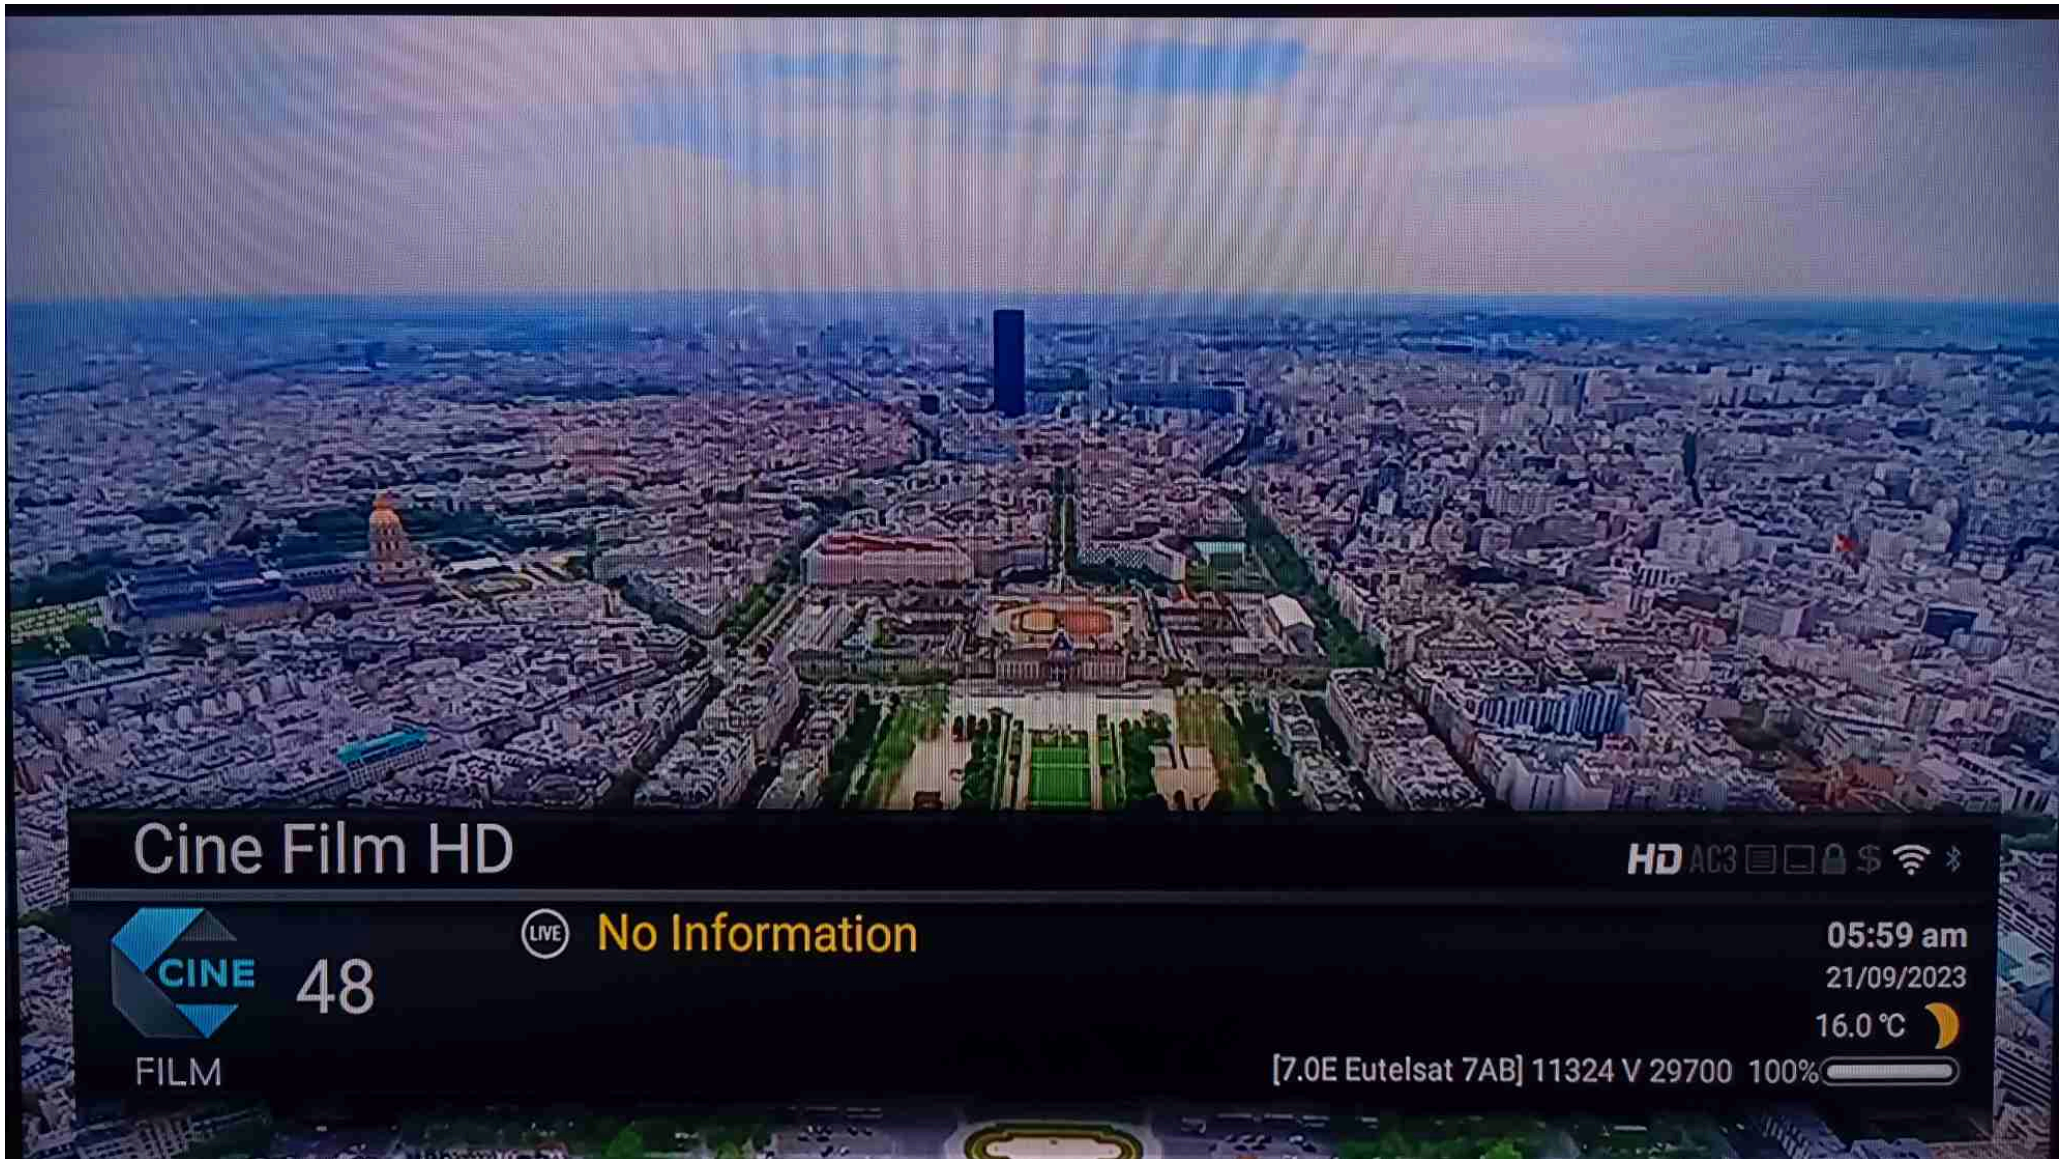 Cine Film HD
HD AC3 $
CINE
FILM
48
LIVE No Information
05:59 am
21/09/2023
16.0 °C
[7.0E Eutelsat 7AB] 11324 V 29700 100%